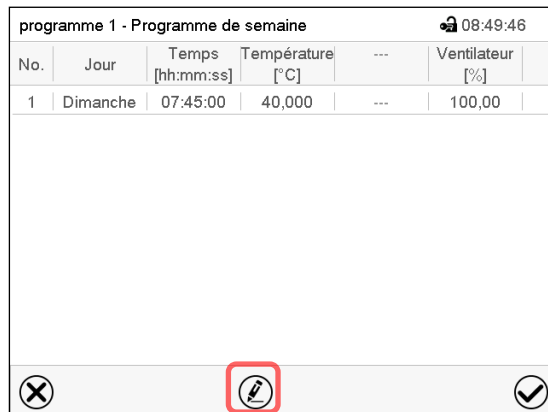 programme 1 - Programme de semaine 08:49:46
No. Jour Temps [hh:mm:ss] Température [°C] --- Ventilateur [%]
1 Dimanche 07:45:00 40,000 --- 100,00